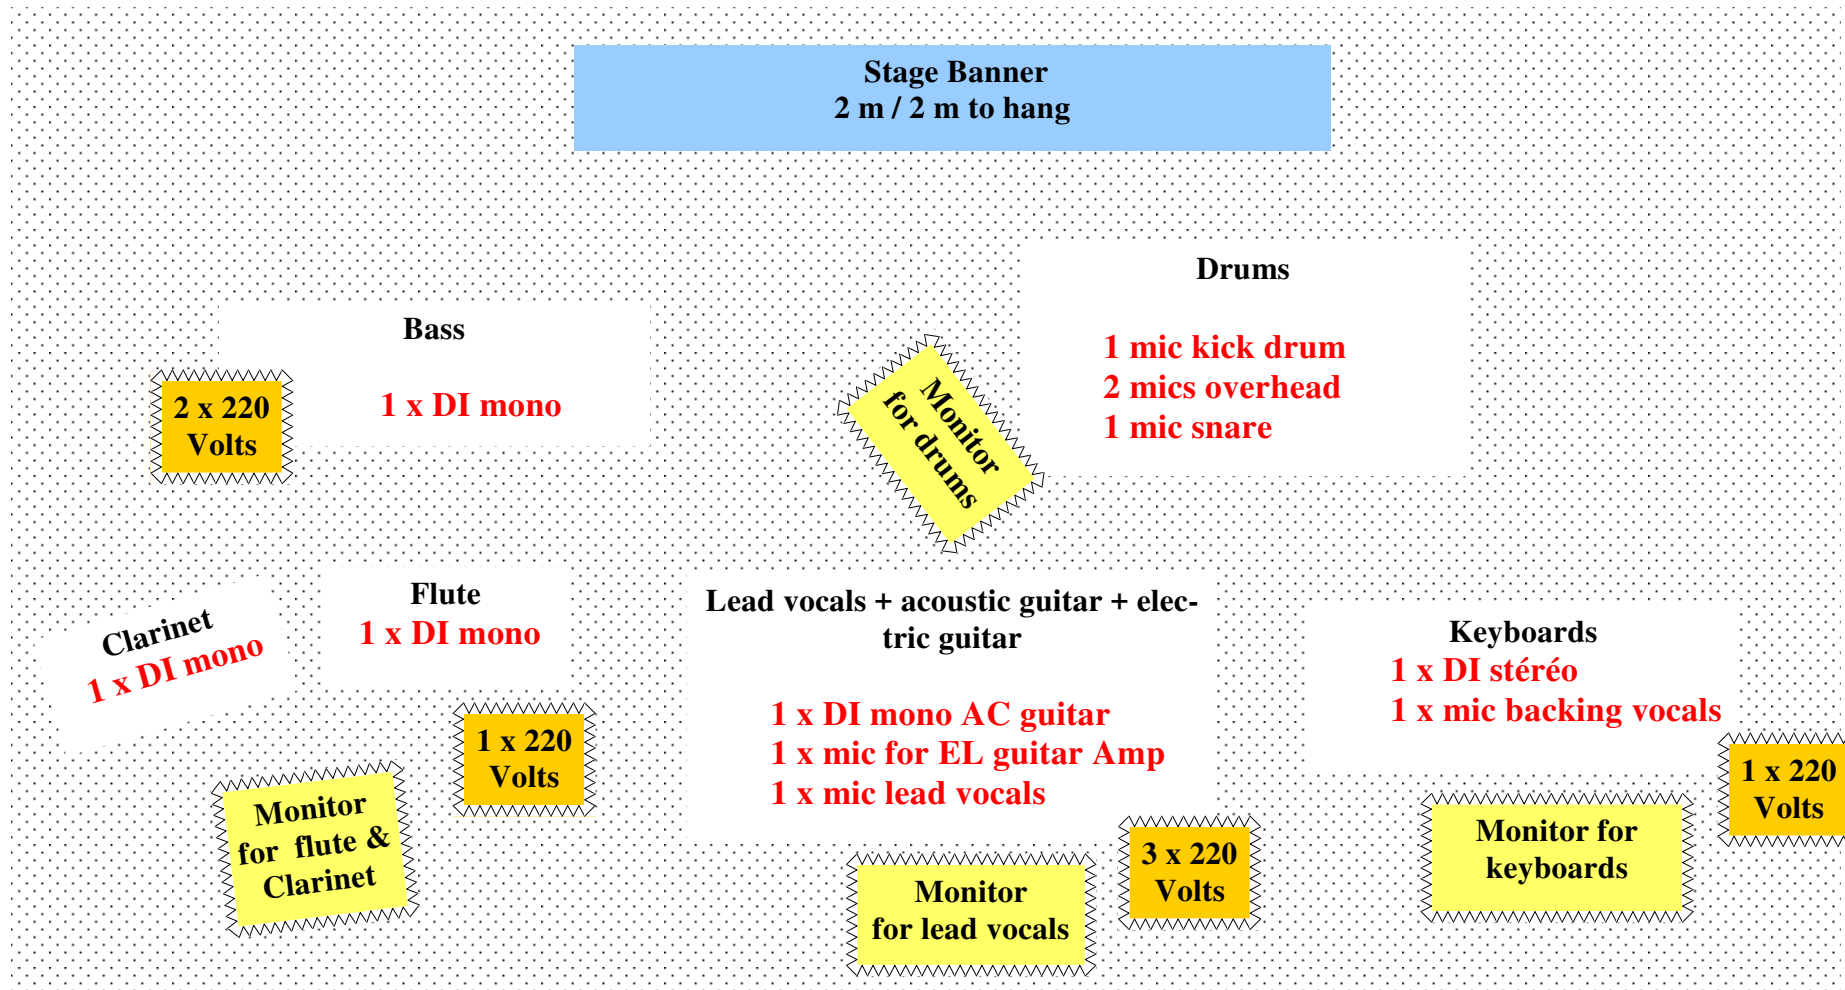 Stage Banner
2 m / 2 m to hang
Drums
1 mic kick drum
2 mics overhead
1 mic snare
Bass
1 x DI mono
2 x 220
Volts
Monitor
for drums
Clarinet
1 x DI mono
Flute
1 x DI mono
1 x 220
Volts
Monitor
for flute &
Clarinet
Lead vocals + acoustic guitar + elec-
tric guitar
1 x DI mono AC guitar
1 x mic for EL guitar Amp
1 x mic lead vocals
Monitor
for lead vocals
3 x 220
Volts
Keyboards
1 x DI stéréo
1 x mic backing vocals
Monitor for
keyboards
1 x 220
Volts